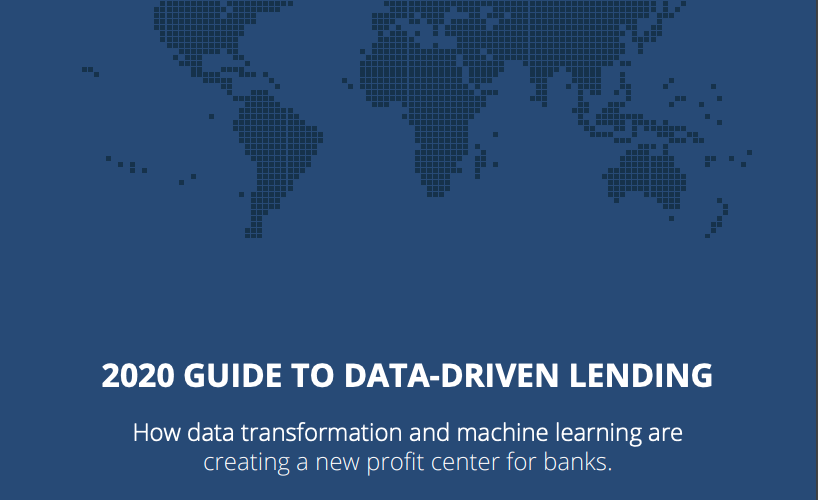 2020 GUIDE TO DATA-DRIVEN LENDING
How data transformation and machine learning are
creating a new profit center for banks.